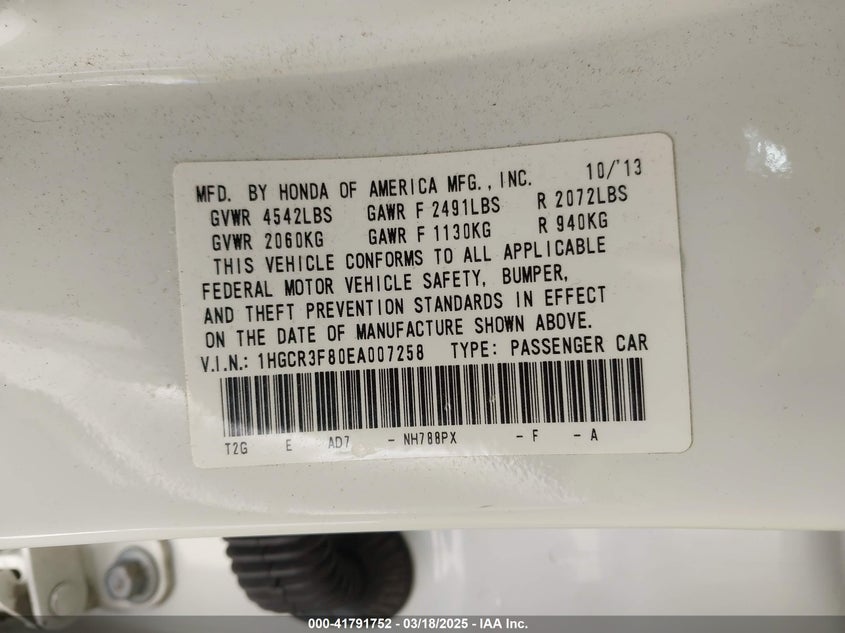 MFD. BY HONDA OF AMERICA MFG., INC. 10/'13
GVWR 4542LBS GAWR F 2491LBS R 2072LBS
GVWR 2060KG GAWR F 1130KG R 940KG
THIS VEHICLE CONFORMS TO ALL APPLICABLE
FEDERAL MOTOR VEHICLE SAFETY, BUMPER,
AND THEFT PREVENTION STANDARDS IN EFFECT
ON THE DATE OF MANUFACTURE SHOWN ABOVE.
V.I.N.: 1HGCR3F80EA007258 TYPE: PASSENGER CAR
T2G E AD7 - NH788PX - F - A
000-41791752 - 03/18/2025 - IAA Inc.